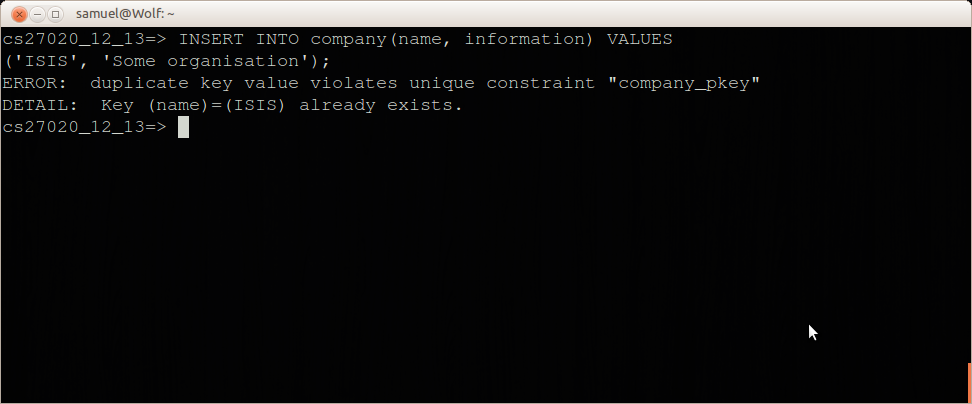 samuel@Wolf: ~
cs27020_12_13=> INSERT INTO company(name, information) VALUES
('ISIS', 'Some organisation');
ERROR:  duplicate key value violates unique constraint "company_pkey"
DETAIL:  Key (name)=(ISIS) already exists.
cs27020_12_13=>